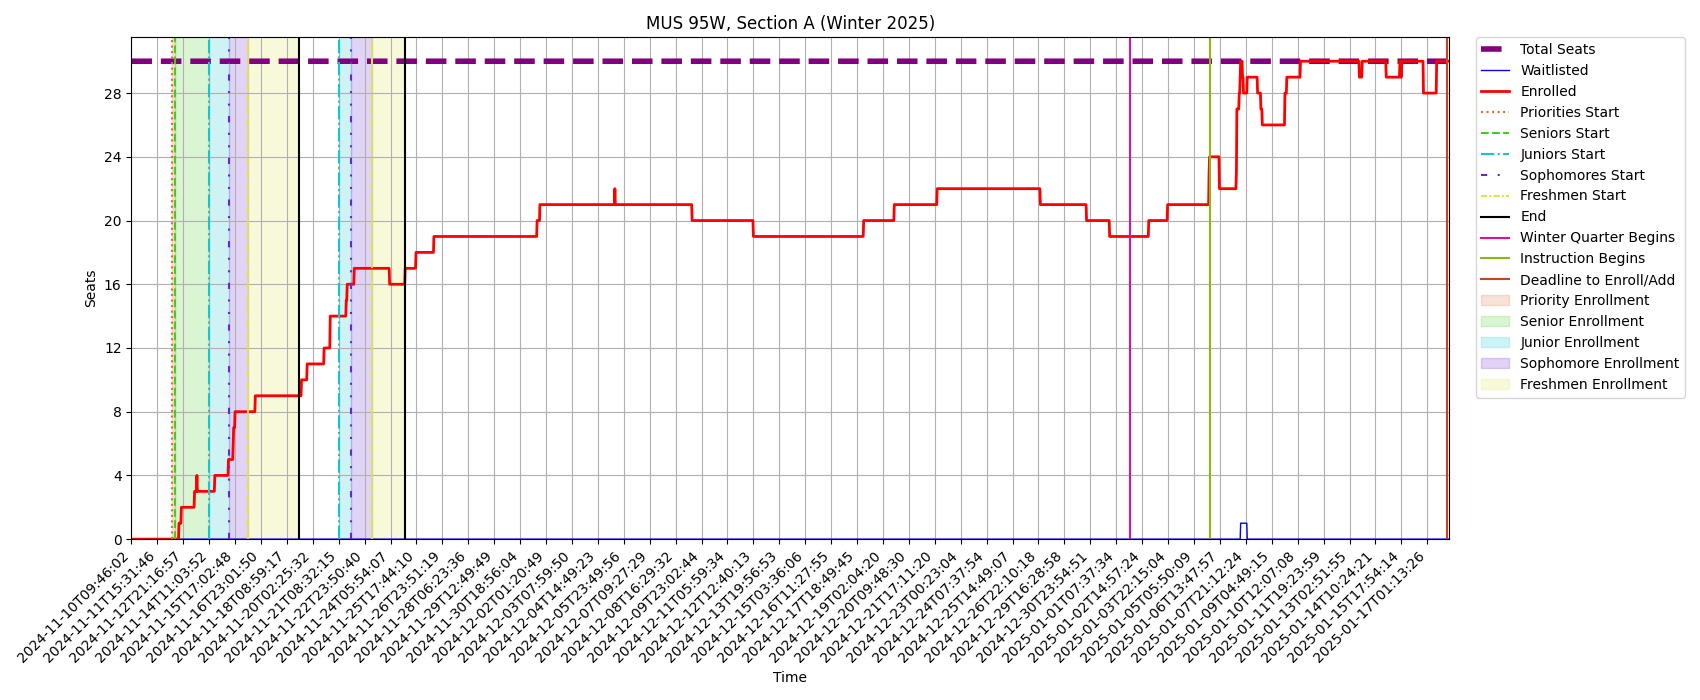 MUS 95W, Section A (Winter 2025)
Total Seats
Waitlisted
Enrolled
Priorities Start
Seniors Start
Juniors Start
Sophomores Start
Freshmen Start
End
Winter Quarter Begins
Instruction Begins
Deadline to Enroll/Add
Priority Enrollment
Senior Enrollment
Junior Enrollment
Sophomore Enrollment
Freshmen Enrollment
Seats
28
24
20
16
12
8
4
0
2024-11-10T09:46:02
2024-11-11T15:31:46
2024-11-12T21:16:57
2024-11-14T11:03:52
2024-11-15T17:02:48
2024-11-16T23:01:50
2024-11-18T08:59:17
2024-11-20T02:25:32
2024-11-21T08:32:15
2024-11-22T23:50:40
2024-11-24T05:54:07
2024-11-25T17:44:10
2024-11-26T23:51:19
2024-11-28T06:23:36
2024-11-29T12:49:49
2024-11-30T18:56:04
2024-12-02T01:20:49
2024-12-03T07:59:50
2024-12-04T14:49:23
2024-12-05T23:49:56
2024-12-07T09:27:29
2024-12-08T16:29:32
2024-12-09T23:02:44
2024-12-11T05:59:34
2024-12-12T12:40:13
2024-12-13T19:56:53
2024-12-15T03:36:06
2024-12-16T11:27:55
2024-12-17T18:49:45
2024-12-19T02:04:20
2024-12-20T09:48:30
2024-12-21T17:11:20
2024-12-23T00:23:04
2024-12-24T07:37:54
2024-12-25T14:49:07
2024-12-26T22:10:18
2024-12-29T16:28:58
2024-12-30T23:54:51
2025-01-01T07:37:34
2025-01-02T14:57:24
2025-01-03T22:15:04
2025-01-05T05:50:09
2025-01-06T13:47:57
2025-01-07T21:12:24
2025-01-09T04:49:15
2025-01-10T12:07:08
2025-01-11T19:23:59
2025-01-13T02:51:55
2025-01-14T10:24:21
2025-01-15T17:54:14
2025-01-17T01:13:26
Time